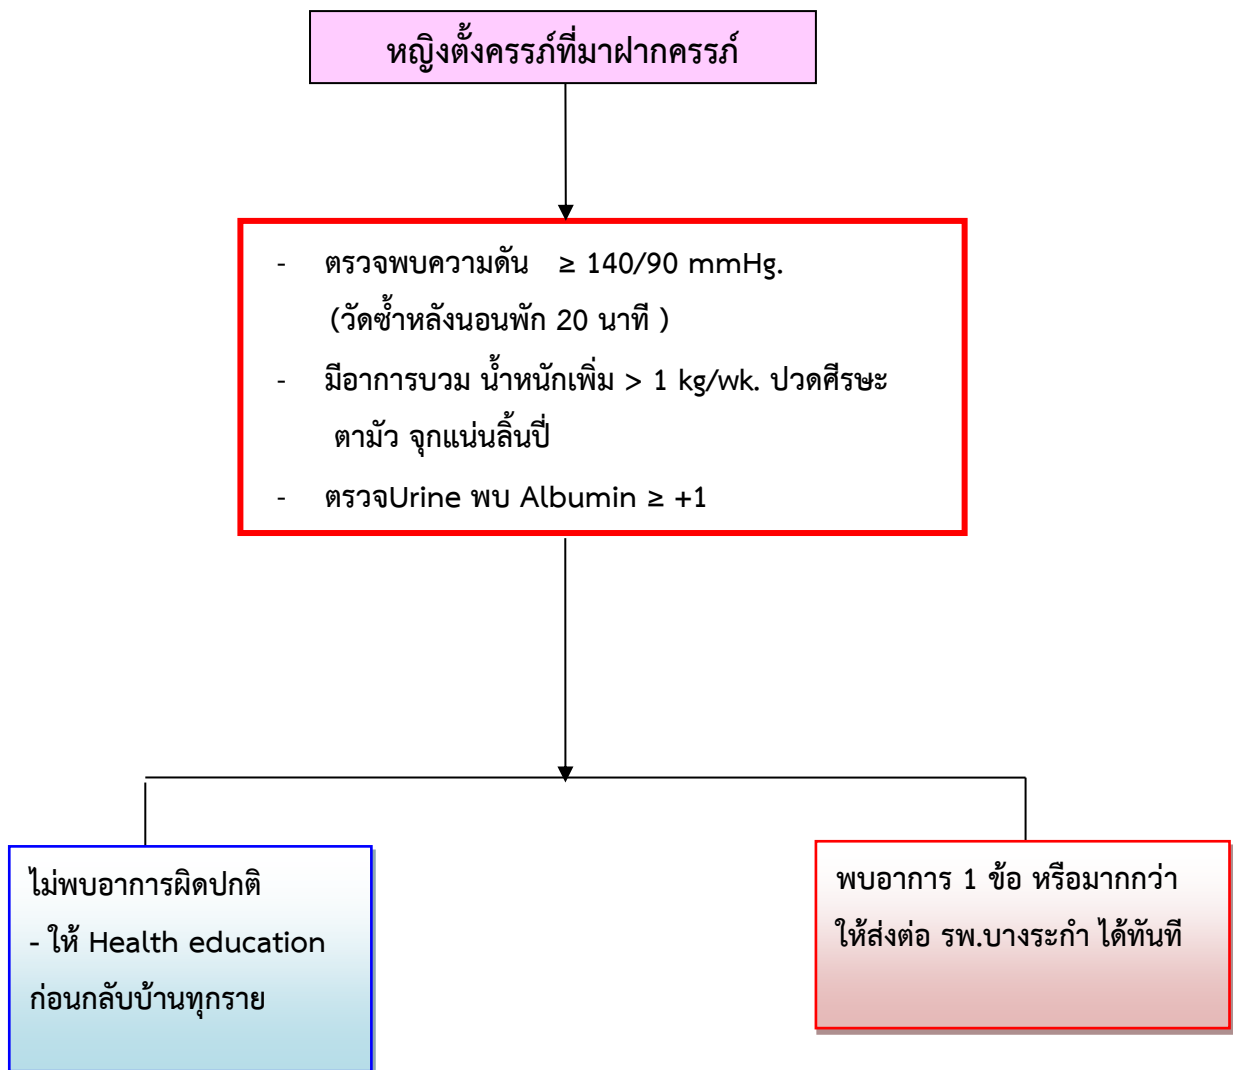 หญิงตั้งครรภ์ที่มาฝากครรภ์
- ตรวจพบความดัน ≥ 140/90 mmHg.
(วัดซ้ำหลังนอนพัก 20 นาที )
- มีอาการบวม น้ำหนักเพิ่ม > 1 kg/wk. ปวดศีรษะ
ตามัว จุกแน่นลิ้นปี่
- ตรวจUrine พบ Albumin ≥ +1
ไม่พบอาการผิดปกติ
- ให้ Health education
ก่อนกลับบ้านทุกราย
พบอาการ 1 ข้อ หรือมากกว่า
ให้ส่งต่อ รพ.บางระกำ ได้ทันที